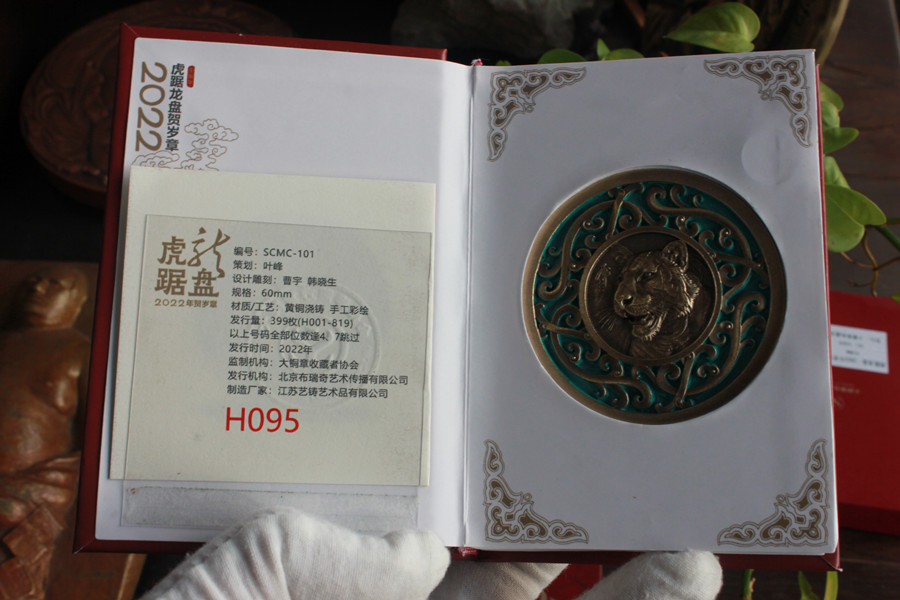 虎踞龙盘贺岁章
2022
虎踞龙盘
2022年贺岁章
编号：SCMC-101
策划：叶峰
设计雕刻：曹宇 韩晓生
规格：60mm
材质/工艺：黄铜浇铸 手工彩绘
发行量：399枚(H001-819)
以上号码全部位数逢4、7跳过
发行时间：2022年
监制机构：大铜章收藏者协会
发行机构：北京布瑞奇艺术传播有限公司
制造厂家：江苏艺铸艺术品有限公司
H095